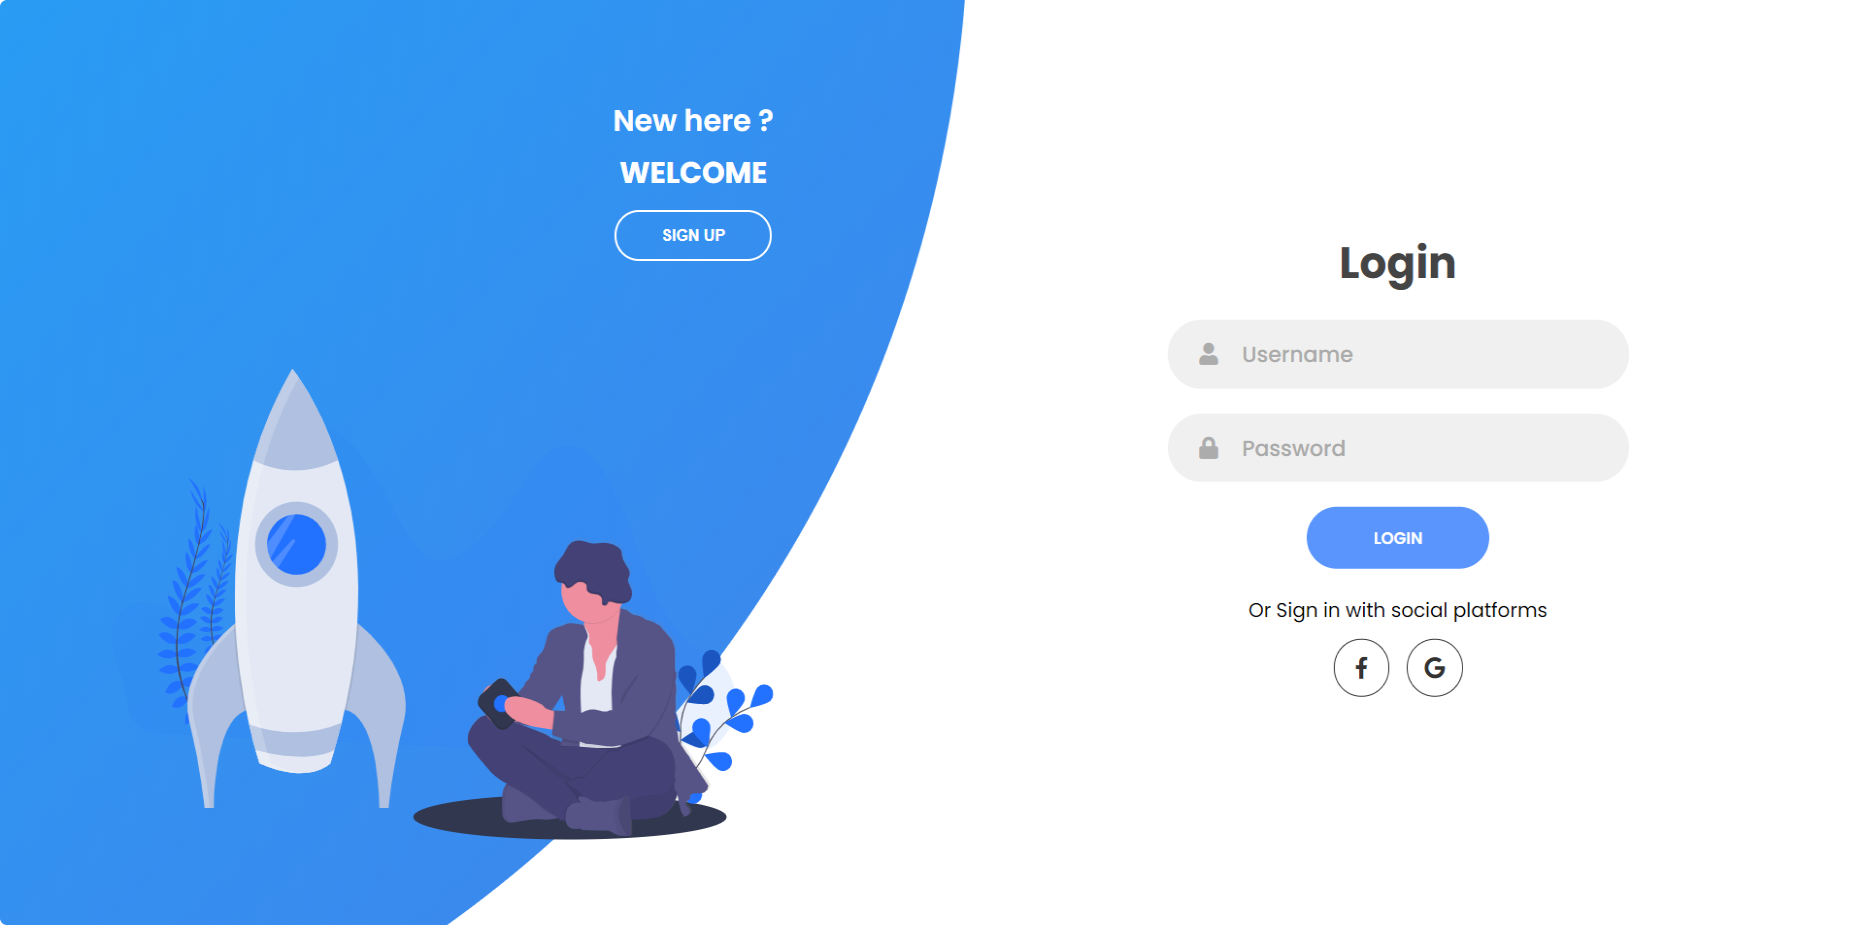 New here ?
WELCOME
SIGN UP
Login
Username
Password
LOGIN
Or Sign in with social platforms